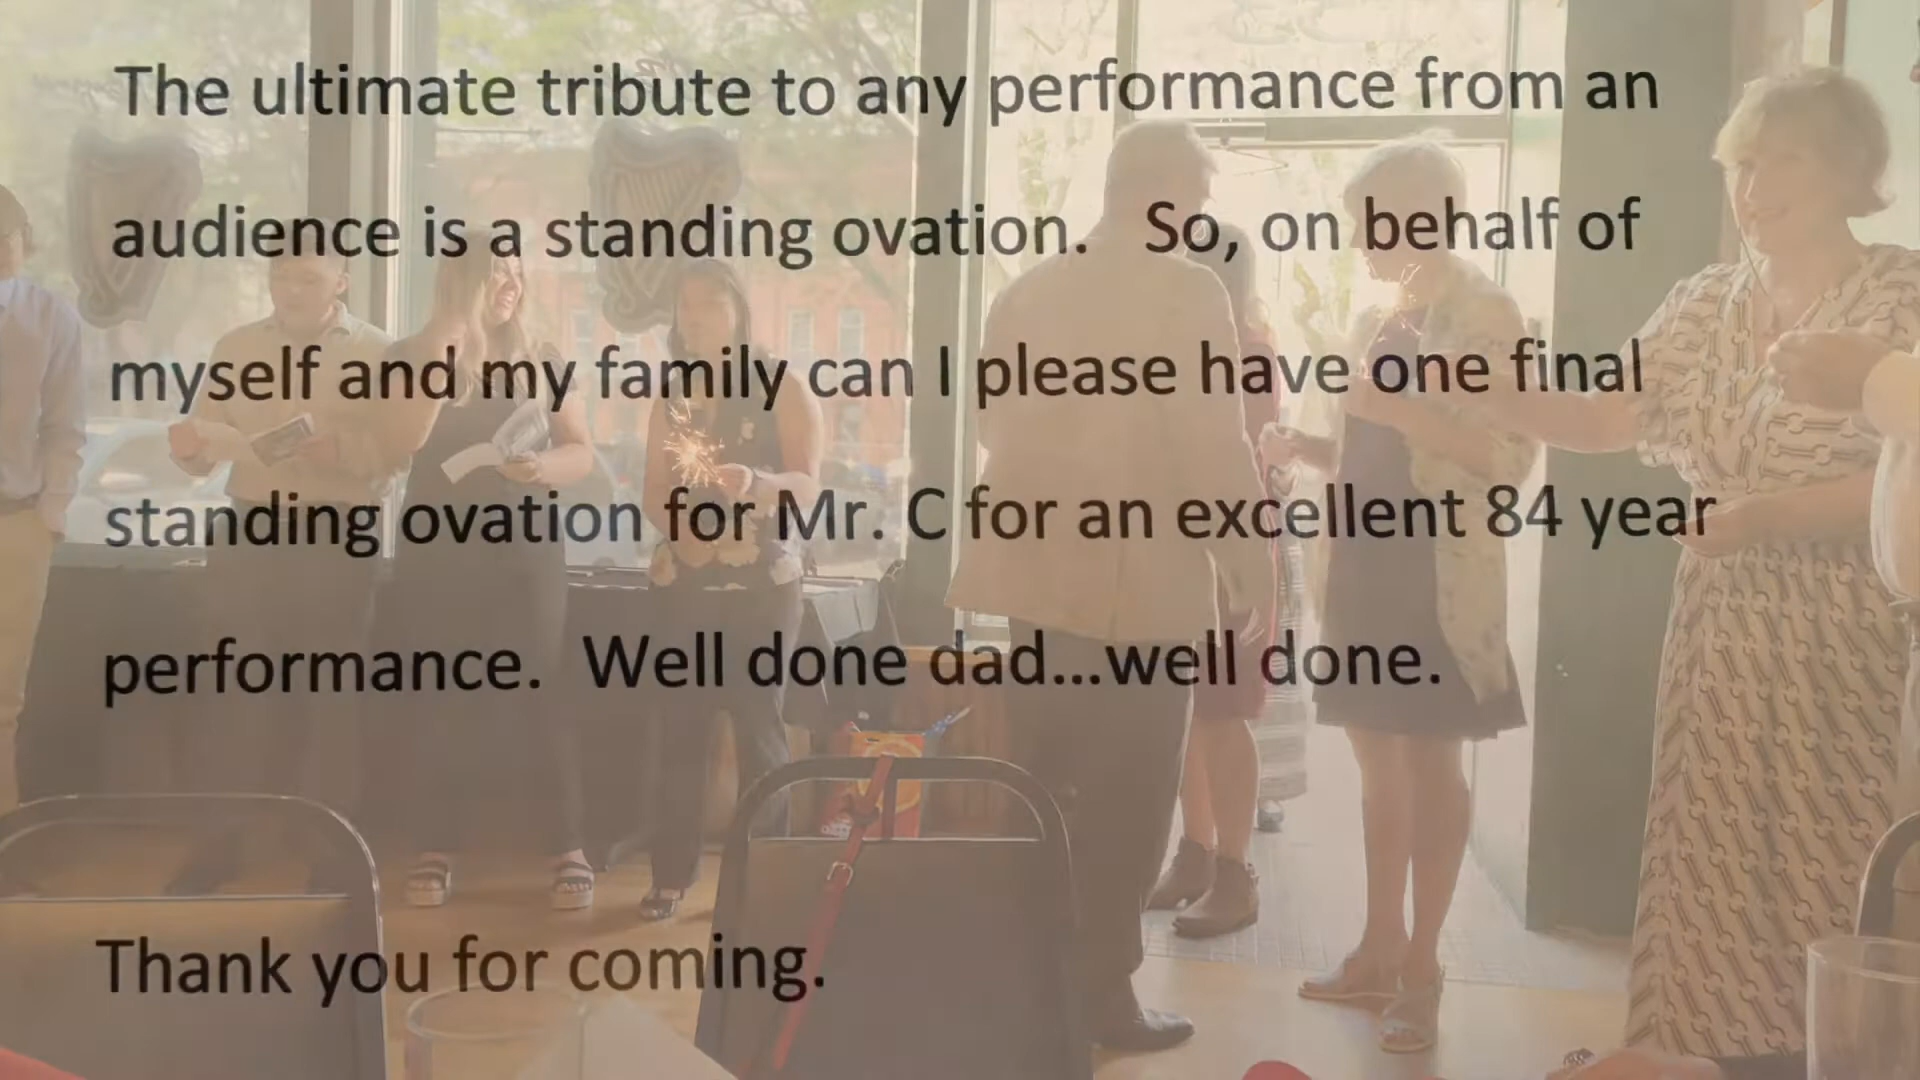 The ultimate tribute to any performance from an
audience is a standing ovation. So, on behalf of
myself and my family can I please have one final
standing ovation for Mr. C for an excellent 84 year
performance. Well done dad...well done.
Thank you for coming.